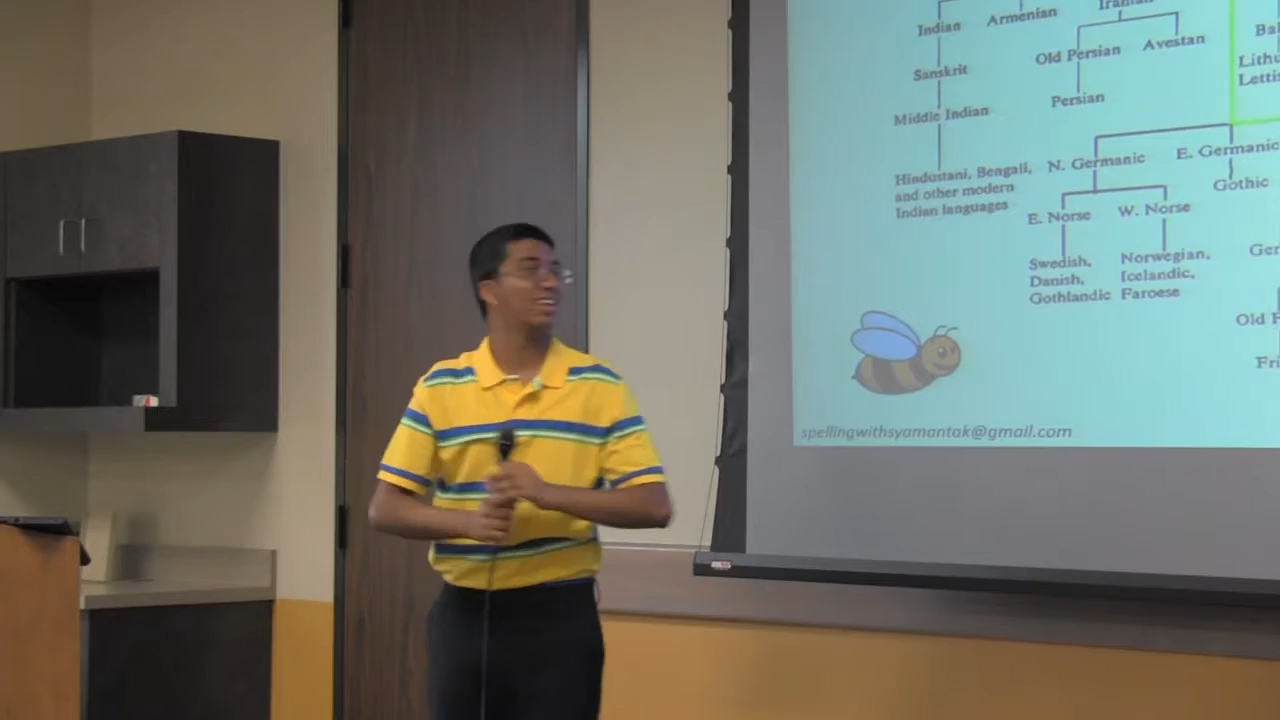 Iranian
Indian
Armenian
Old Persian
Avestan
Sanskrit
Persian
Middle Indian
Hindustani, Bengali,
and other modern
Indian languages
N. Germanic
E. Germanic
Gothic
E. Norse
W. Norse
Swedish,
Danish,
Gothlandic
Norwegian,
Icelandic,
Faroese
spellingwithsyamantak@gmail.com